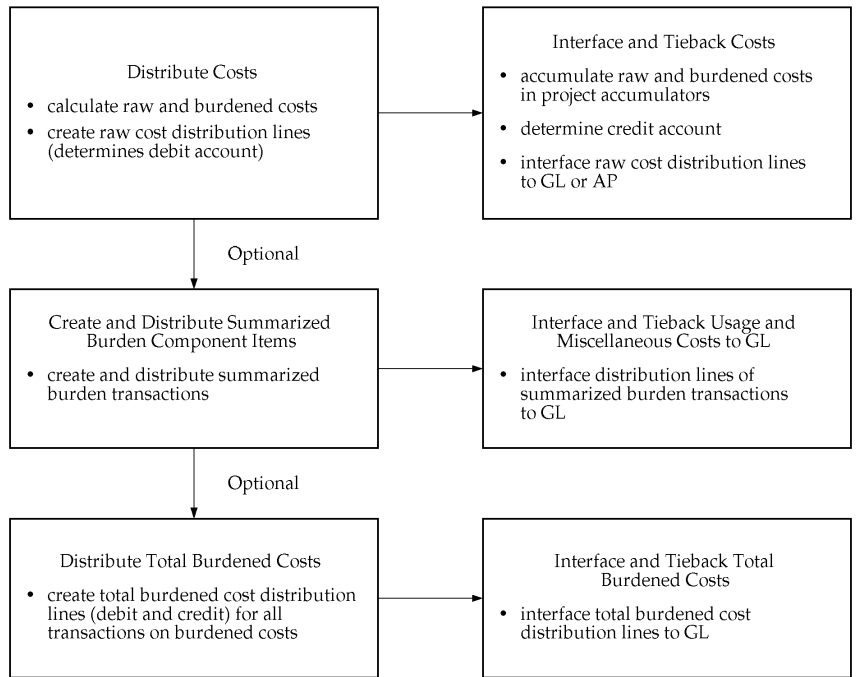 Distribute Costs
• calculate raw and burdened costs
• create raw cost distribution lines
(determines debit account)
Interface and Tieback Costs
• accumulate raw and burdened costs
in project accumulators
• determine credit account
• interface raw cost distribution lines
to GL or AP
Optional
Create and Distribute Summarized
Burden Component Items
• create and distribute summarized
burden transactions
Interface and Tieback Usage and
Miscellaneous Costs to GL
• interface distribution lines of
summarized burden transactions
to GL
Optional
Distribute Total Burdened Costs
• create total burdened cost distribution
lines (debit and credit) for all
transactions on burdened costs
Interface and Tieback Total
Burdened Costs
• interface total burdened cost
distribution lines to GL